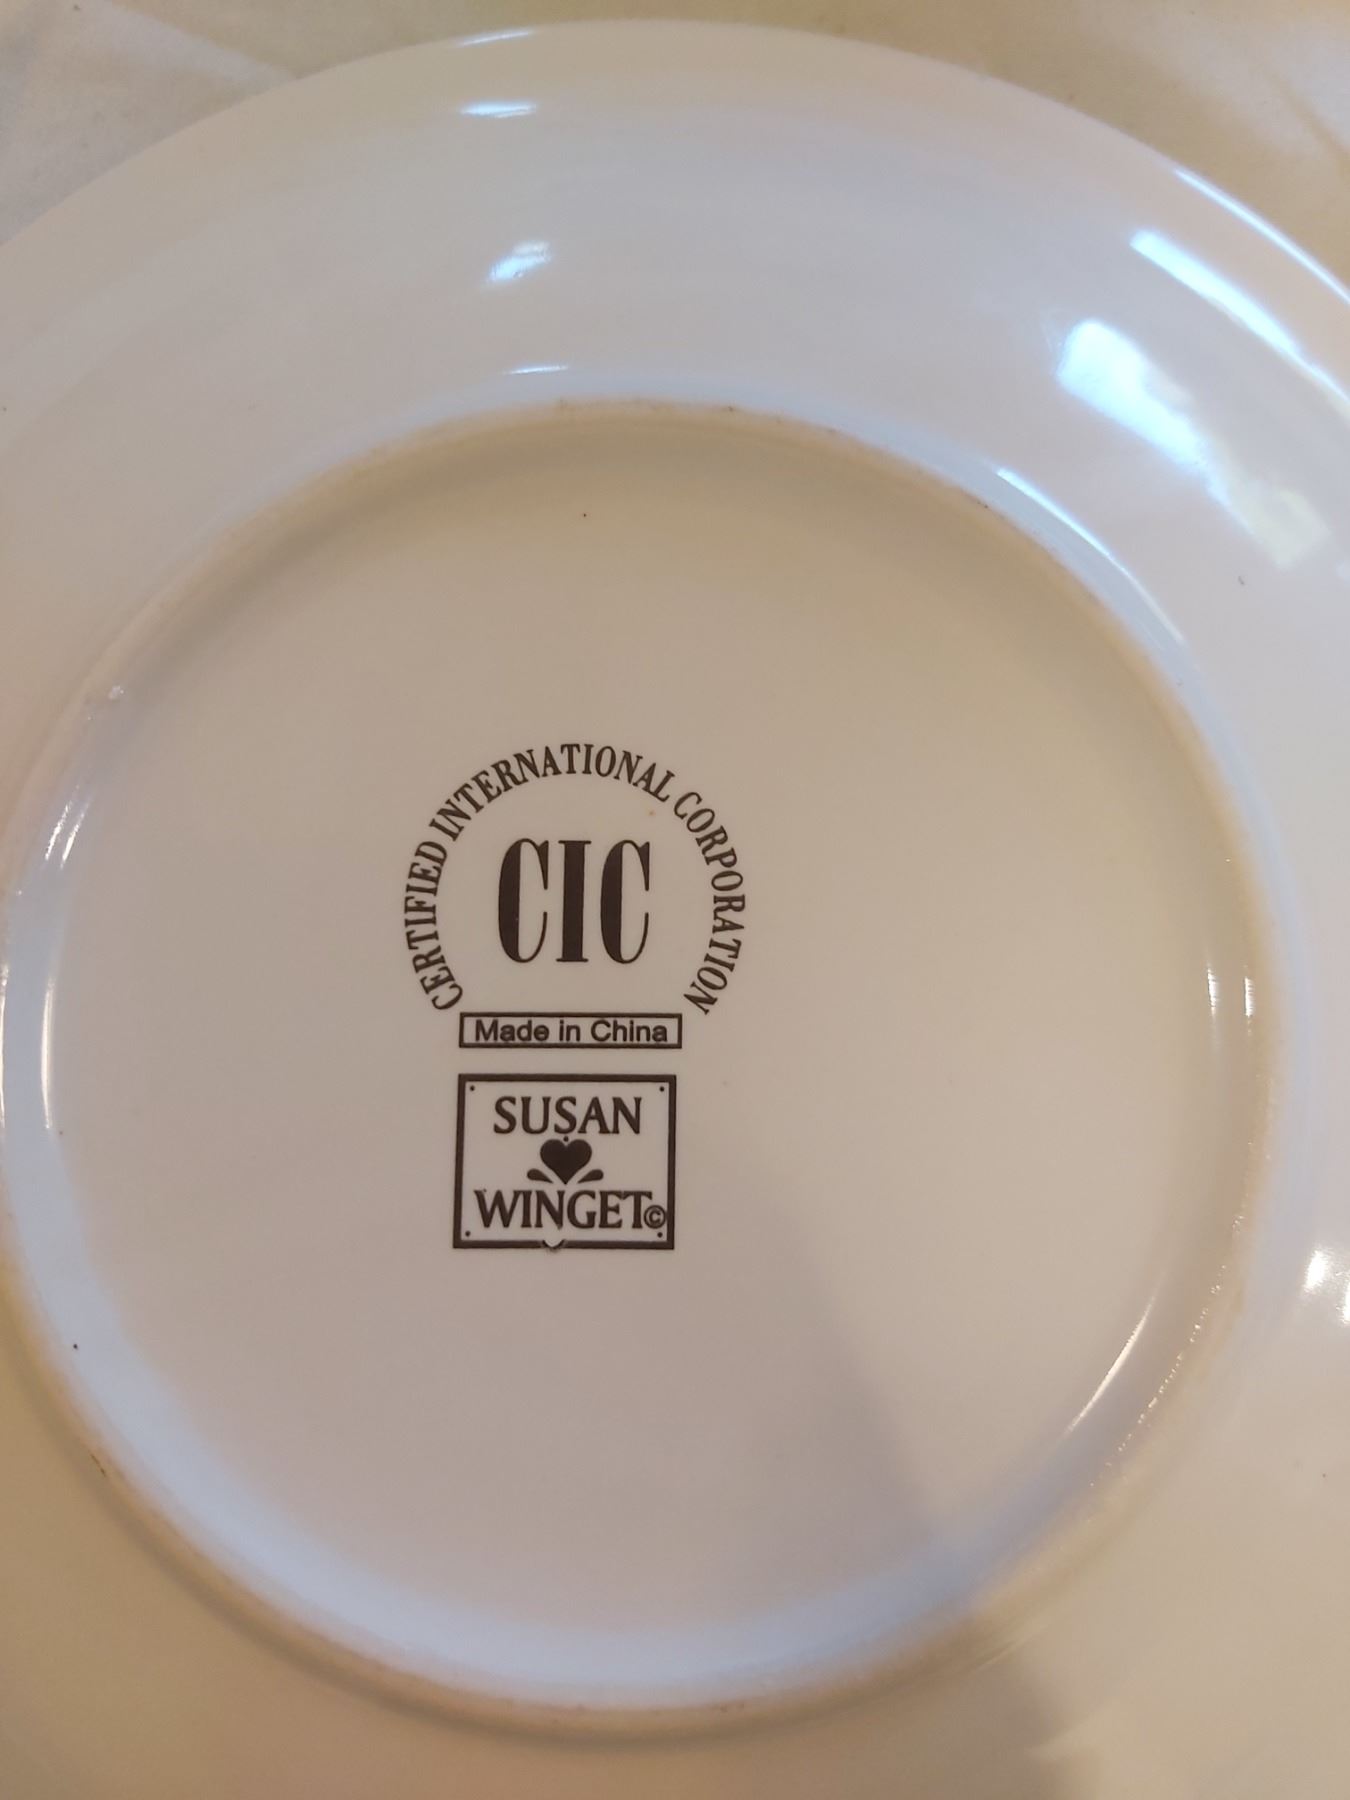 CERTIFIED INTERNATIONAL CORPORATION
CIC
Made in China
SUSAN
WINGET©